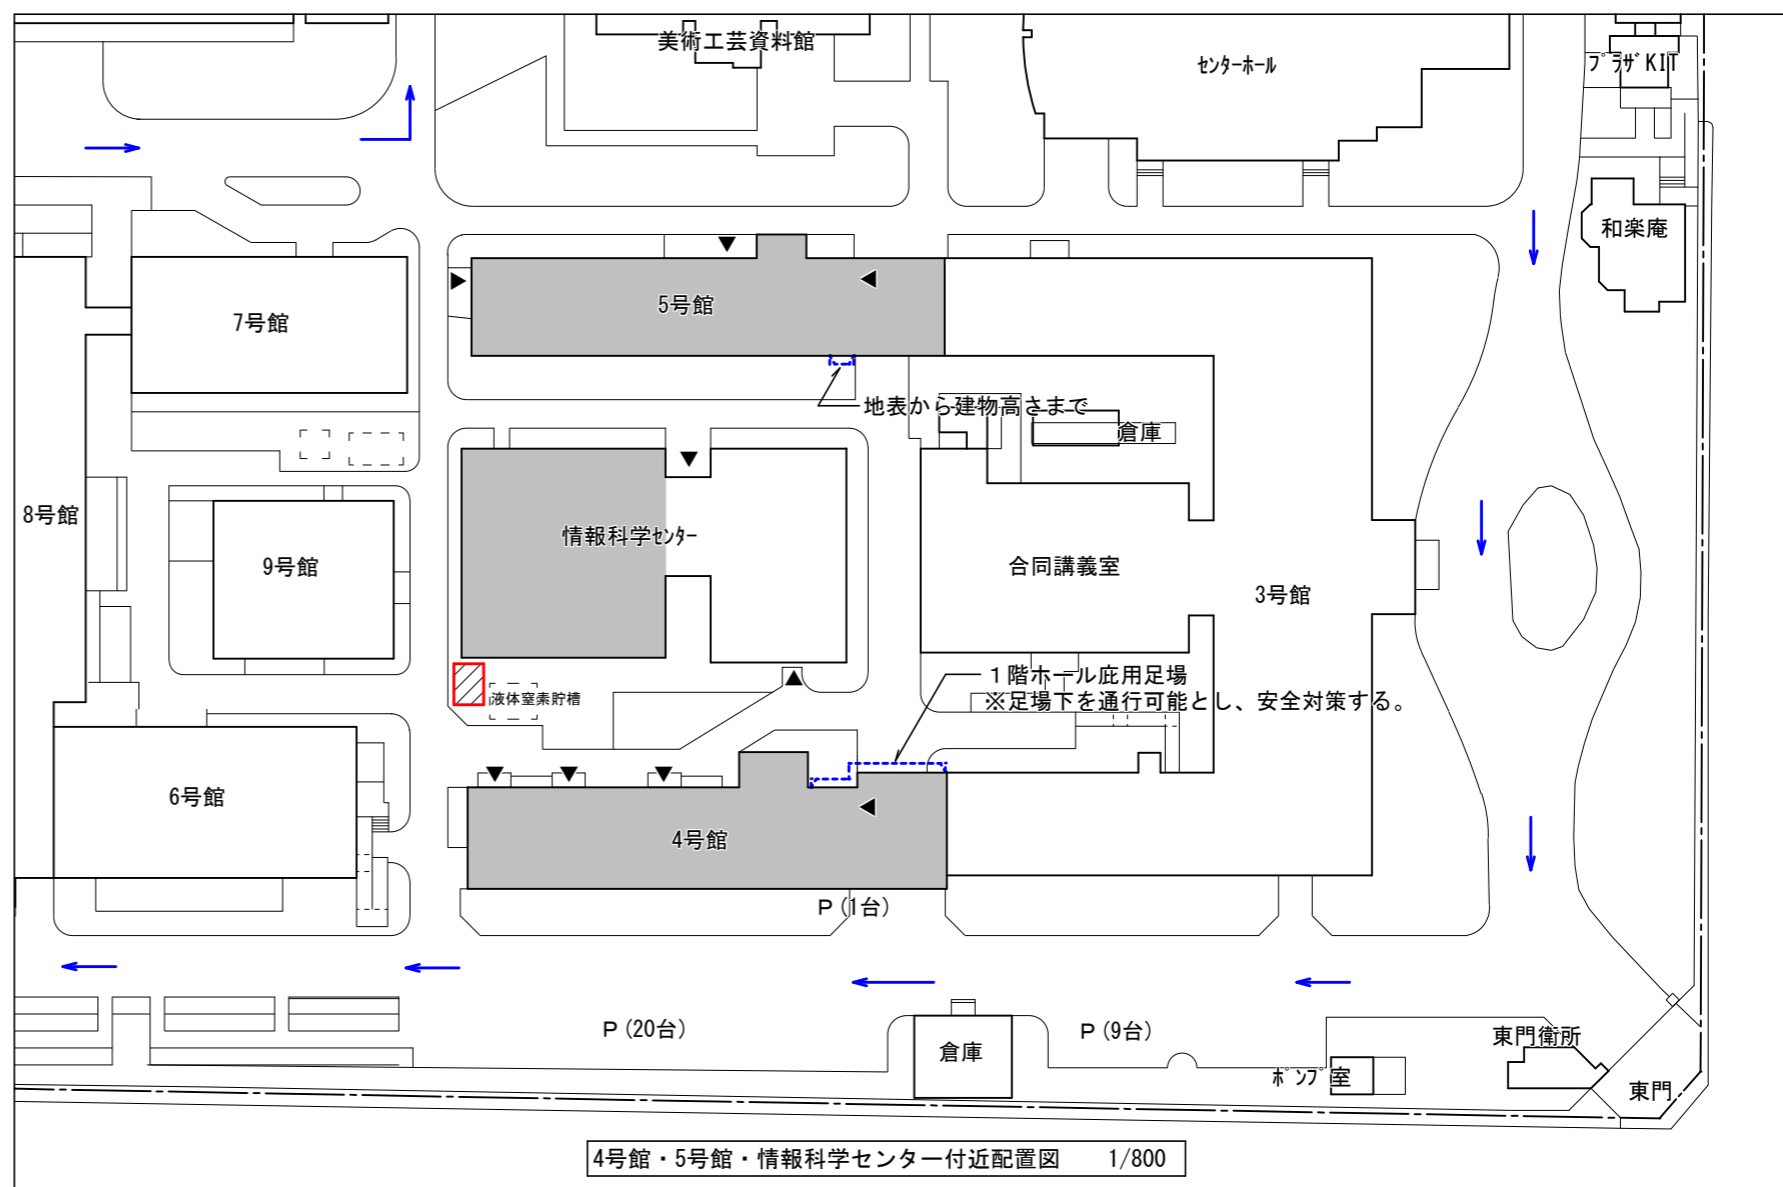 美術工芸資料館
センターホール
プラザKIT
和楽庵
5号館
7号館
地表から建物高さまで
倉庫
8号館
情報科学センター
9号館
合同講義室
3号館
1階ホール庇用足場
※足場下を通行可能とし、安全対策する。
液体窒素貯槽
6号館
4号館
P(1台)
P(20台)
P(9台)
倉庫
東門衛所
ポンプ室
東門
4号館・5号館・情報科学センター付近配置図 1/800